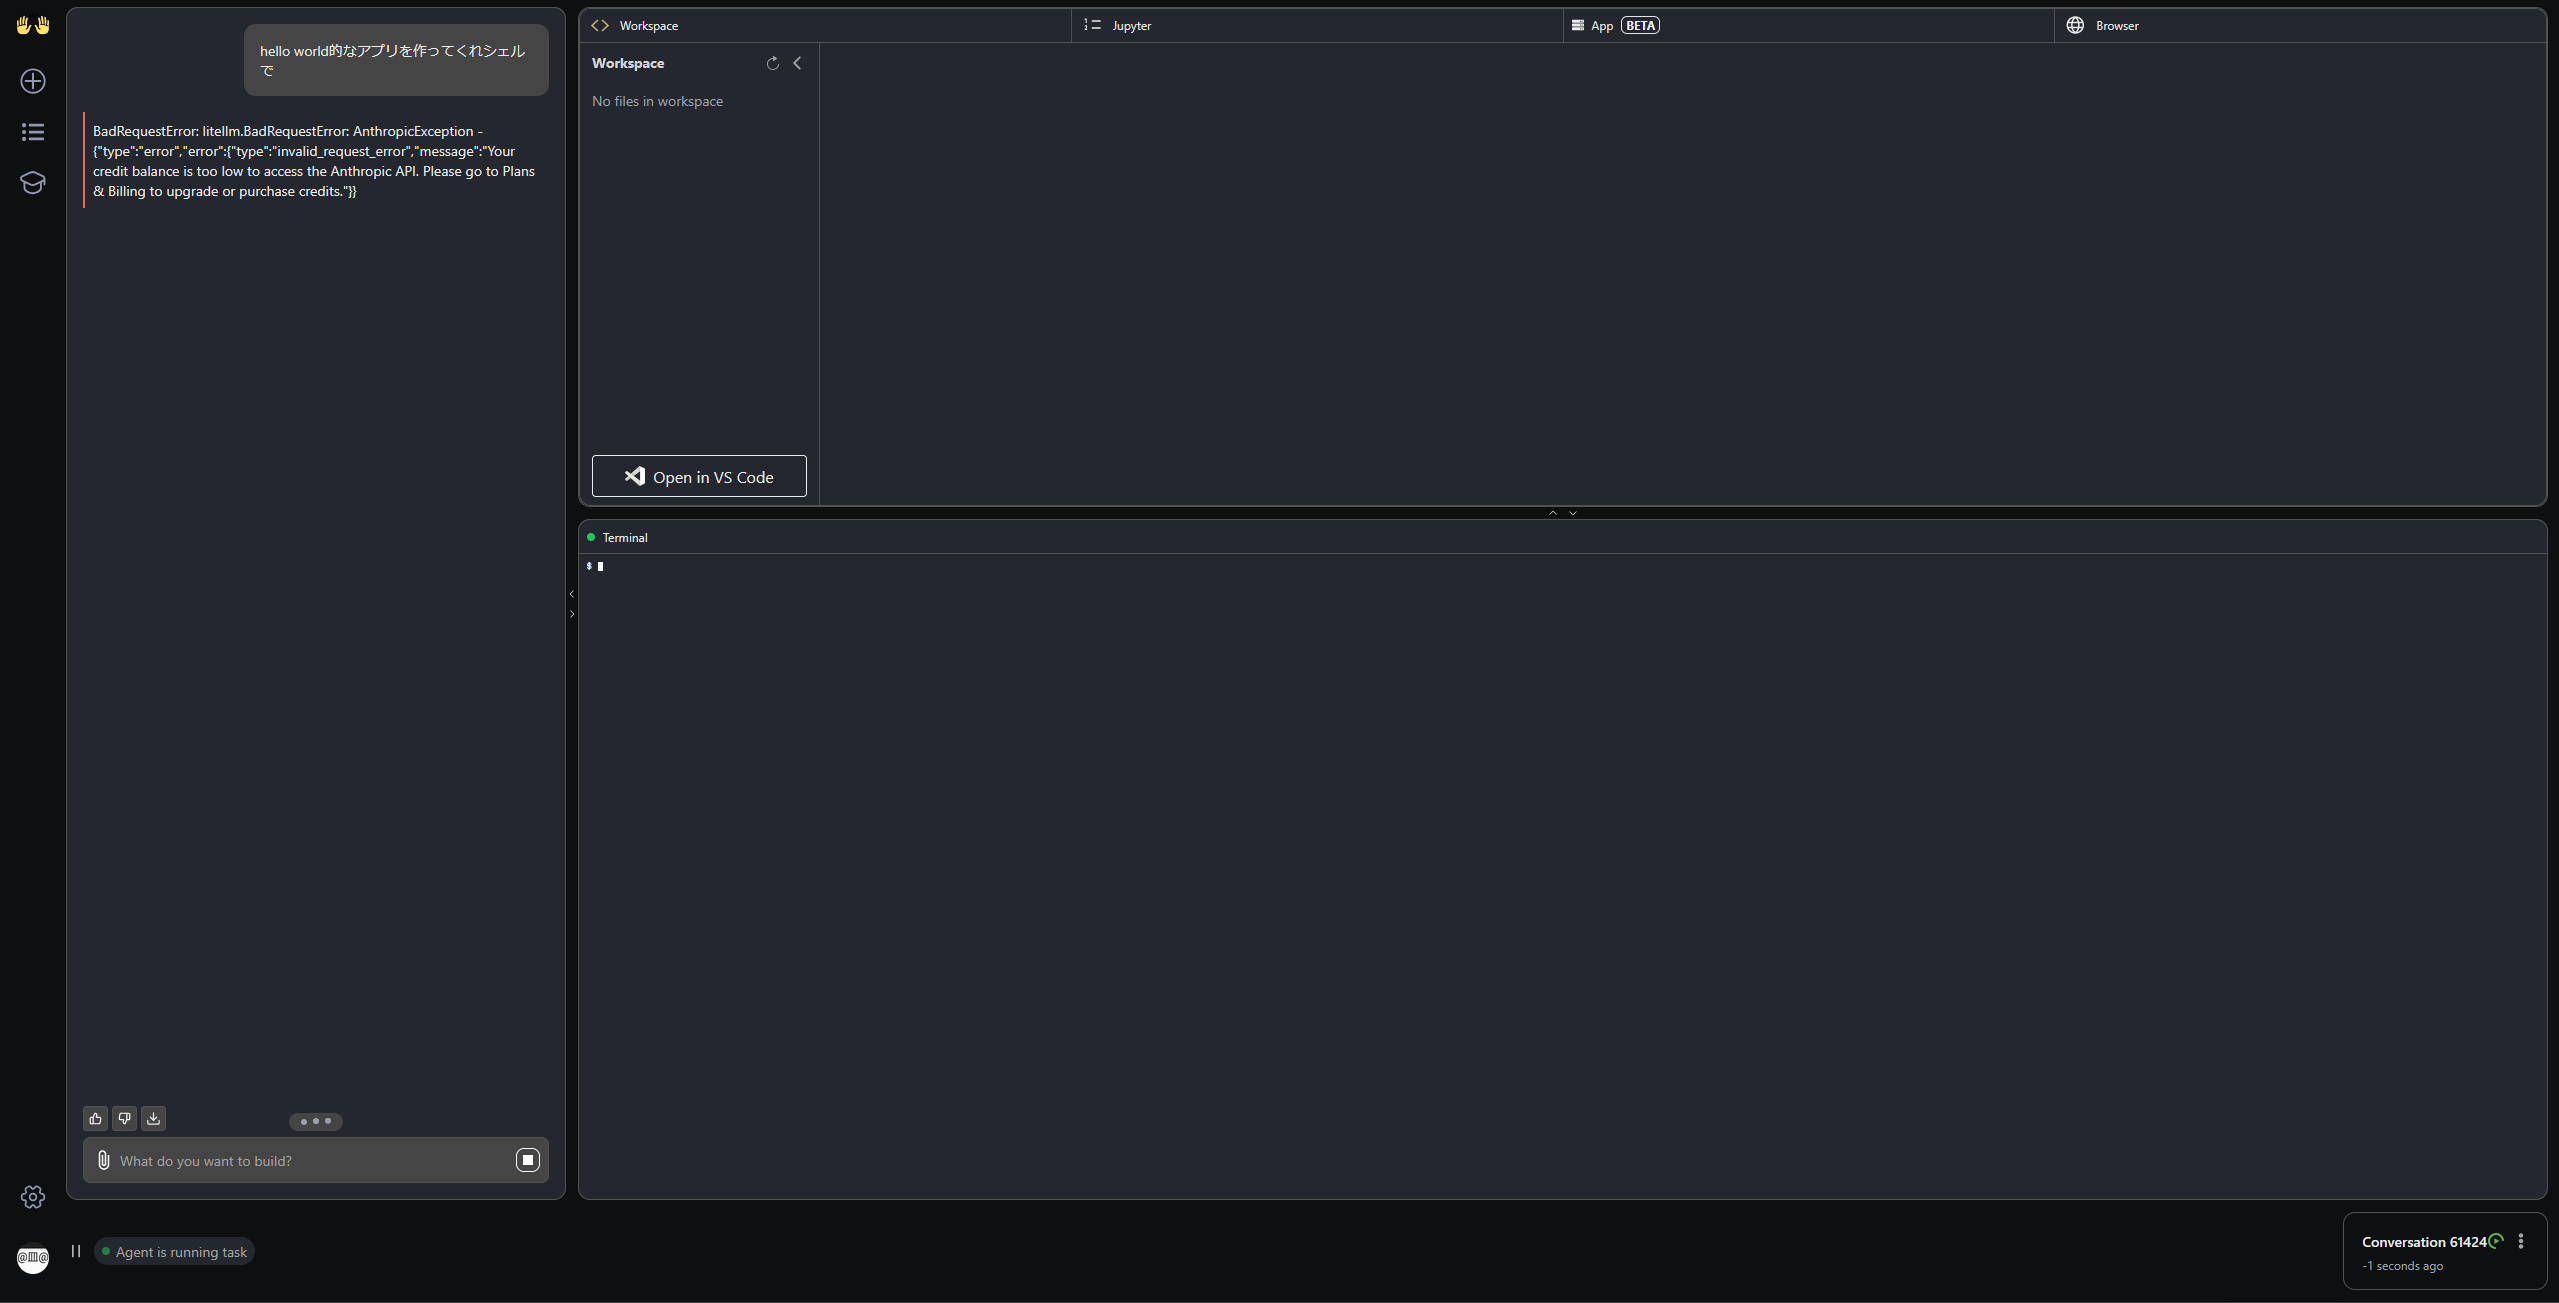 hello world的なアプリを作ってくれシェル
で
BadRequestError: litellm.BadRequestError: AnthropicException -
{"type":"error","error":{"type":"invalid_request_error","message":"Your
credit balance is too low to access the Anthropic API. Please go to Plans
& Billing to upgrade or purchase credits."}}
What do you want to build?
Agent is running task
Workspace
Jupyter
App BETA
Browser
Workspace
No files in workspace
Open in VS Code
Terminal
$
Conversation 61424
-1 seconds ago